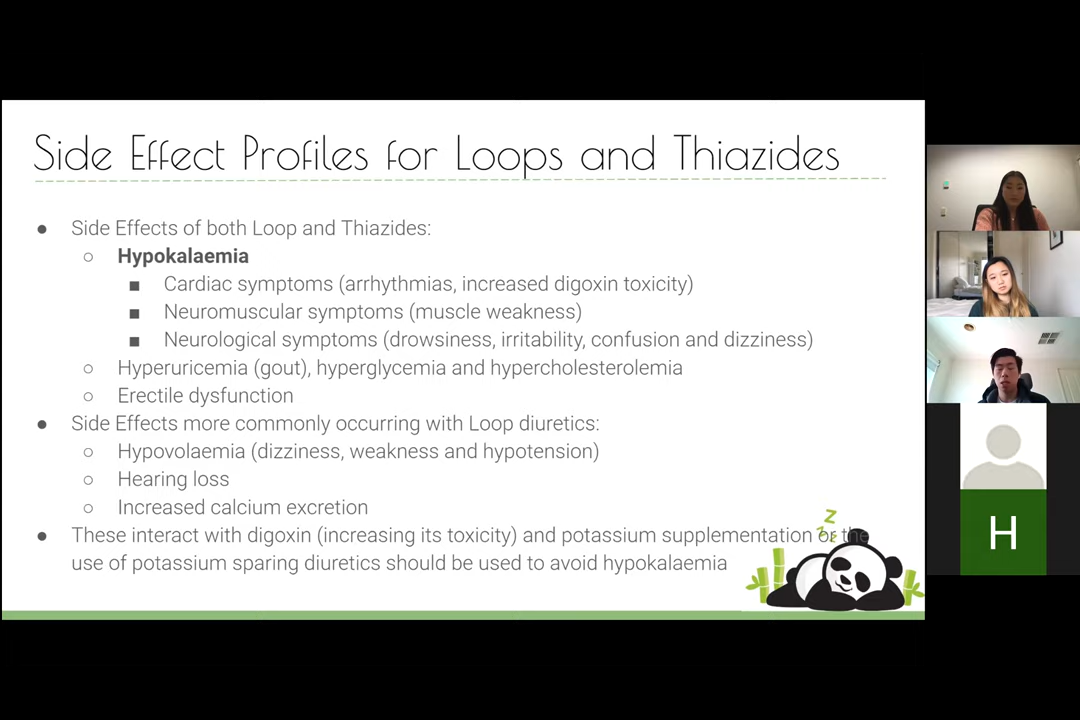 Side Effect Profiles for Loops and Thiazides
● Side Effects of both Loop and Thiazides:
○ Hypokalaemia
■ Cardiac symptoms (arrhythmias, increased digoxin toxicity)
■ Neuromuscular symptoms (muscle weakness)
■ Neurological symptoms (drowsiness, irritability, confusion and dizziness)
○ Hyperuricemia (gout), hyperglycemia and hypercholesterolemia
○ Erectile dysfunction
● Side Effects more commonly occurring with Loop diuretics:
○ Hypovolaemia (dizziness, weakness and hypotension)
○ Hearing loss
○ Increased calcium excretion
● These interact with digoxin (increasing its toxicity) and potassium supplementation or the
use of potassium sparing diuretics should be used to avoid hypokalaemia
Z
Z
Z
H